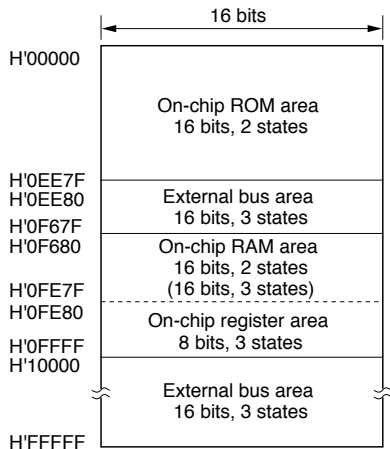 16 bits
H'00000
On-chip ROM area
16 bits, 2 states
H'0EE7F
H'0EE80
External bus area
16 bits, 3 states
H'0F67F
H'0F680
On-chip RAM area
16 bits, 2 states
(16 bits, 3 states)
H'0FE7F
H'0FE80
On-chip register area
8 bits, 3 states
H'0FFFF
H'10000
External bus area
16 bits, 3 states
H'FFFFF